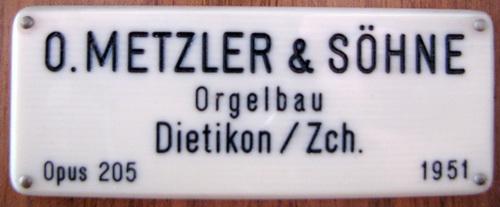 O. METZLER & SÖHNE
Orgelbau
Dietikon / Zch.
Opus 205 1951